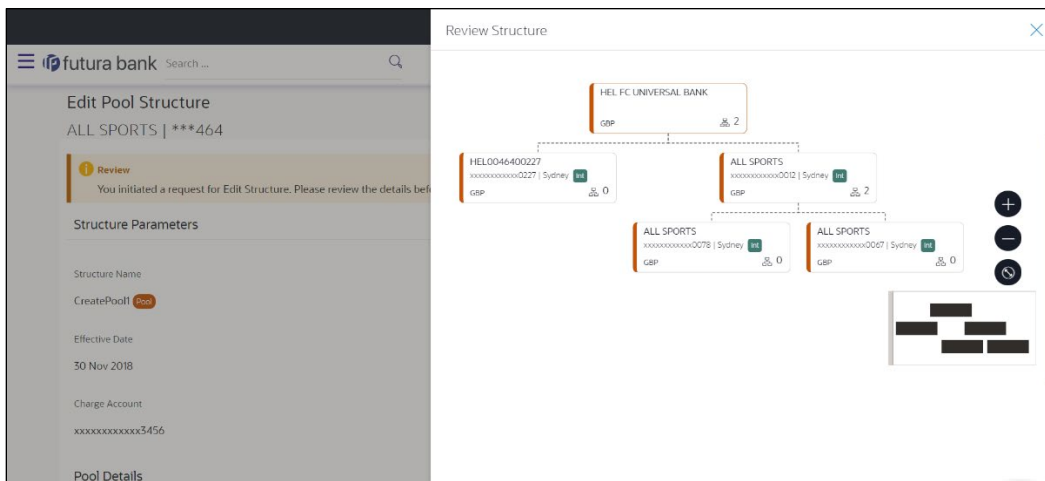 Review Structure
futura bank Search ...
Edit Pool Structure
ALL SPORTS | ***464
Review
You initiated a request for Edit Structure. Please review the details bef
Structure Parameters
Structure Name
CreatePool1 Pool
Effective Date
30 Nov 2018
Charge Account
xxxxxxxxxxxx3456
Pool Details
HEL FC UNIVERSAL BANK
GBP 2
HEL0046400227
xxxxxxxxxxxx0227 | Sydney Int
GBP 0
ALL SPORTS
xxxxxxxxxxxx0012 | Sydney Int
GBP 2
ALL SPORTS
xxxxxxxxxxxx0078 | Sydney Int
GBP 0
ALL SPORTS
xxxxxxxxxxxx0067 | Sydney Int
GBP 0